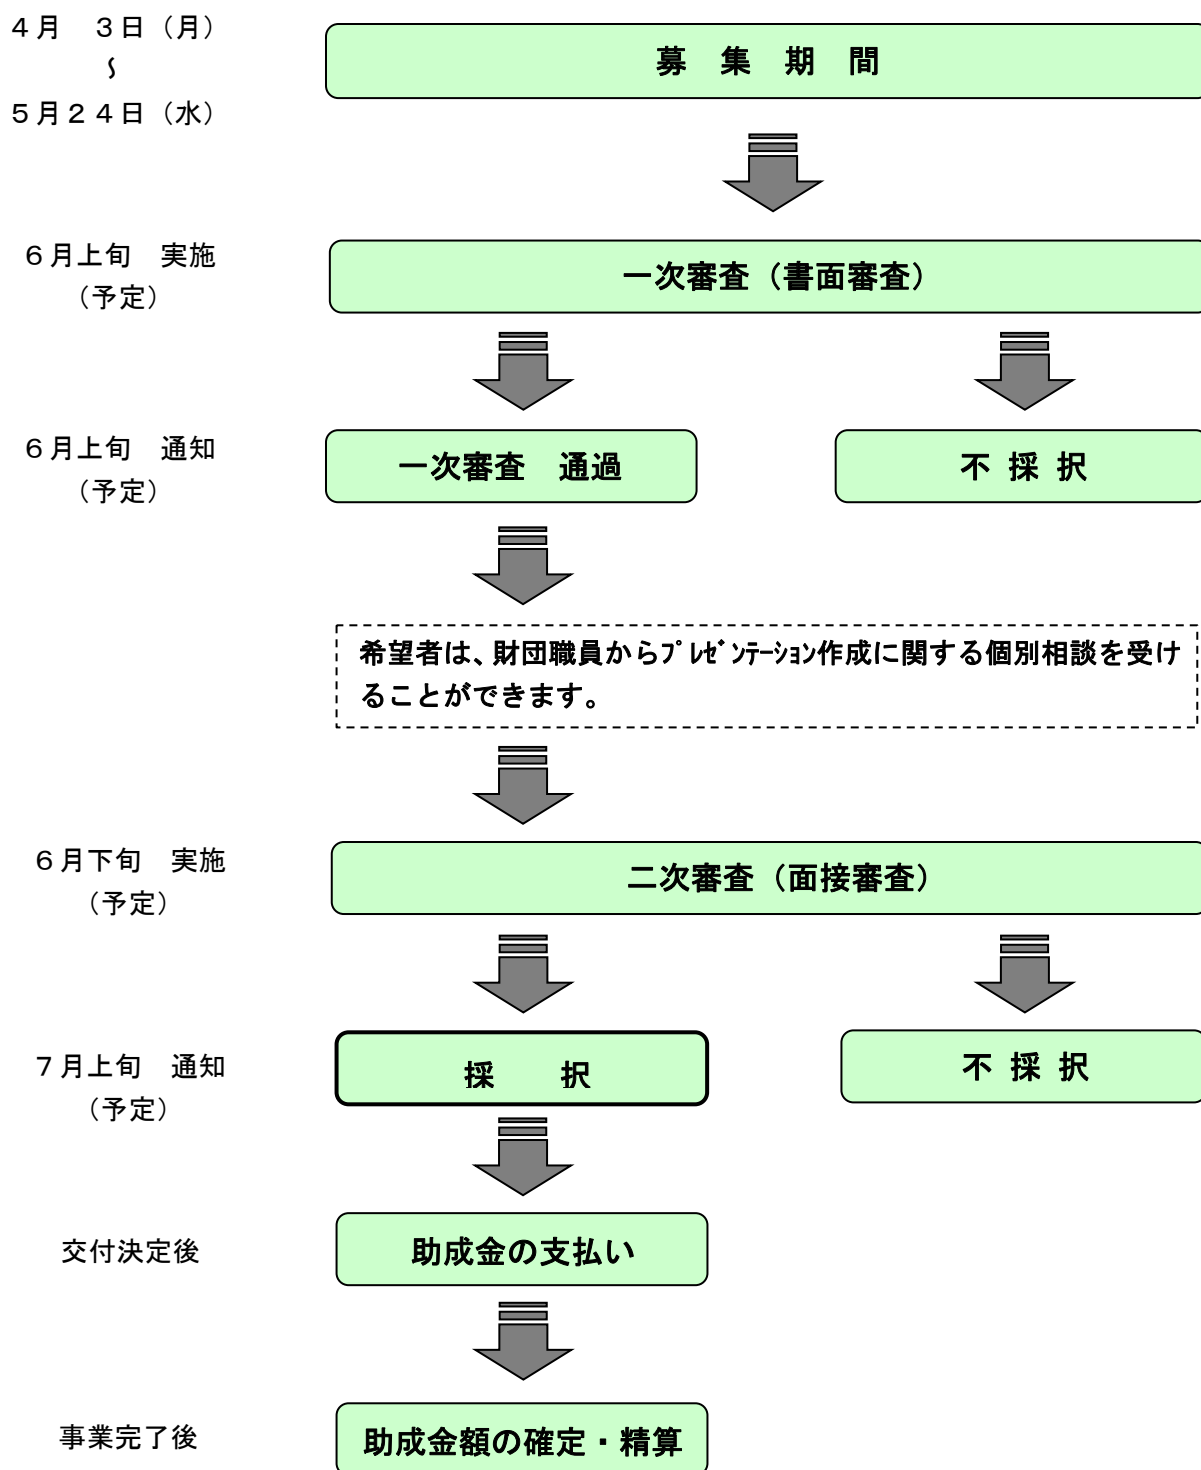 ４月　３日（月）
～
５月２４日（水）
募　集　期　間
６月上旬　実施
（予定）
一次審査（書面審査）
６月上旬　通知
（予定）
一次審査　通過
不 採 択
希望者は、財団職員からﾌﾟﾚｾﾞﾝﾃｰｼｮﾝ作成に関する個別相談を受け
ることができます。
６月下旬　実施
（予定）
二次審査（面接審査）
７月上旬　通知
（予定）
採　　択
不 採 択
交付決定後
助成金の支払い
事業完了後
助成金額の確定・精算